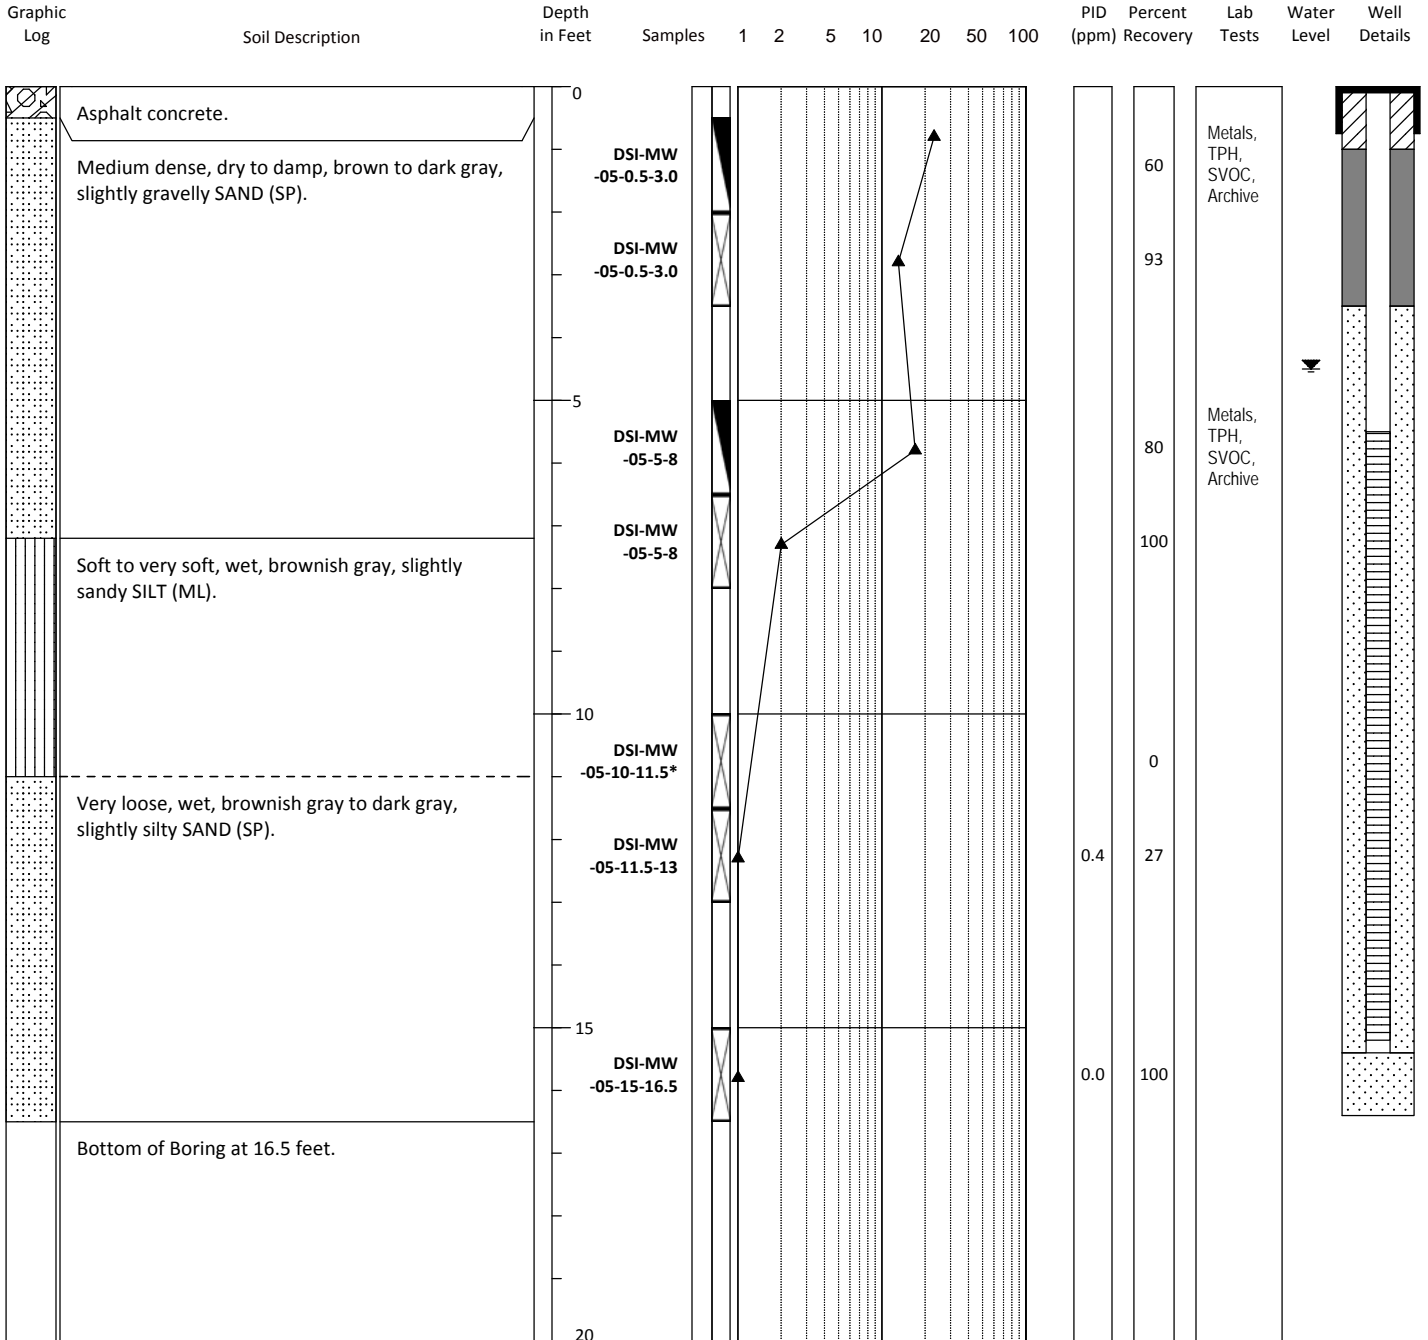 Graphic Log
Soil Description
Depth in Feet
Samples
1 2 5 10 20 50 100
PID (ppm)
Percent Recovery
Lab Tests
Water Level
Well Details
0
Asphalt concrete.
Medium dense, dry to damp, brown to dark gray,
slightly gravelly SAND (SP).
DSI-MW
-05-0.5-3.0
60
Metals,
TPH,
SVOC,
Archive
DSI-MW
-05-0.5-3.0
93
5
DSI-MW
-05-5-8
80
Metals,
TPH,
SVOC,
Archive
DSI-MW
-05-5-8
100
Soft to very soft, wet, brownish gray, slightly
sandy SILT (ML).
10
DSI-MW
-05-10-11.5*
0
Very loose, wet, brownish gray to dark gray,
slightly silty SAND (SP).
DSI-MW
-05-11.5-13
0.4
27
15
DSI-MW
-05-15-16.5
0.0
100
Bottom of Boring at 16.5 feet.
20